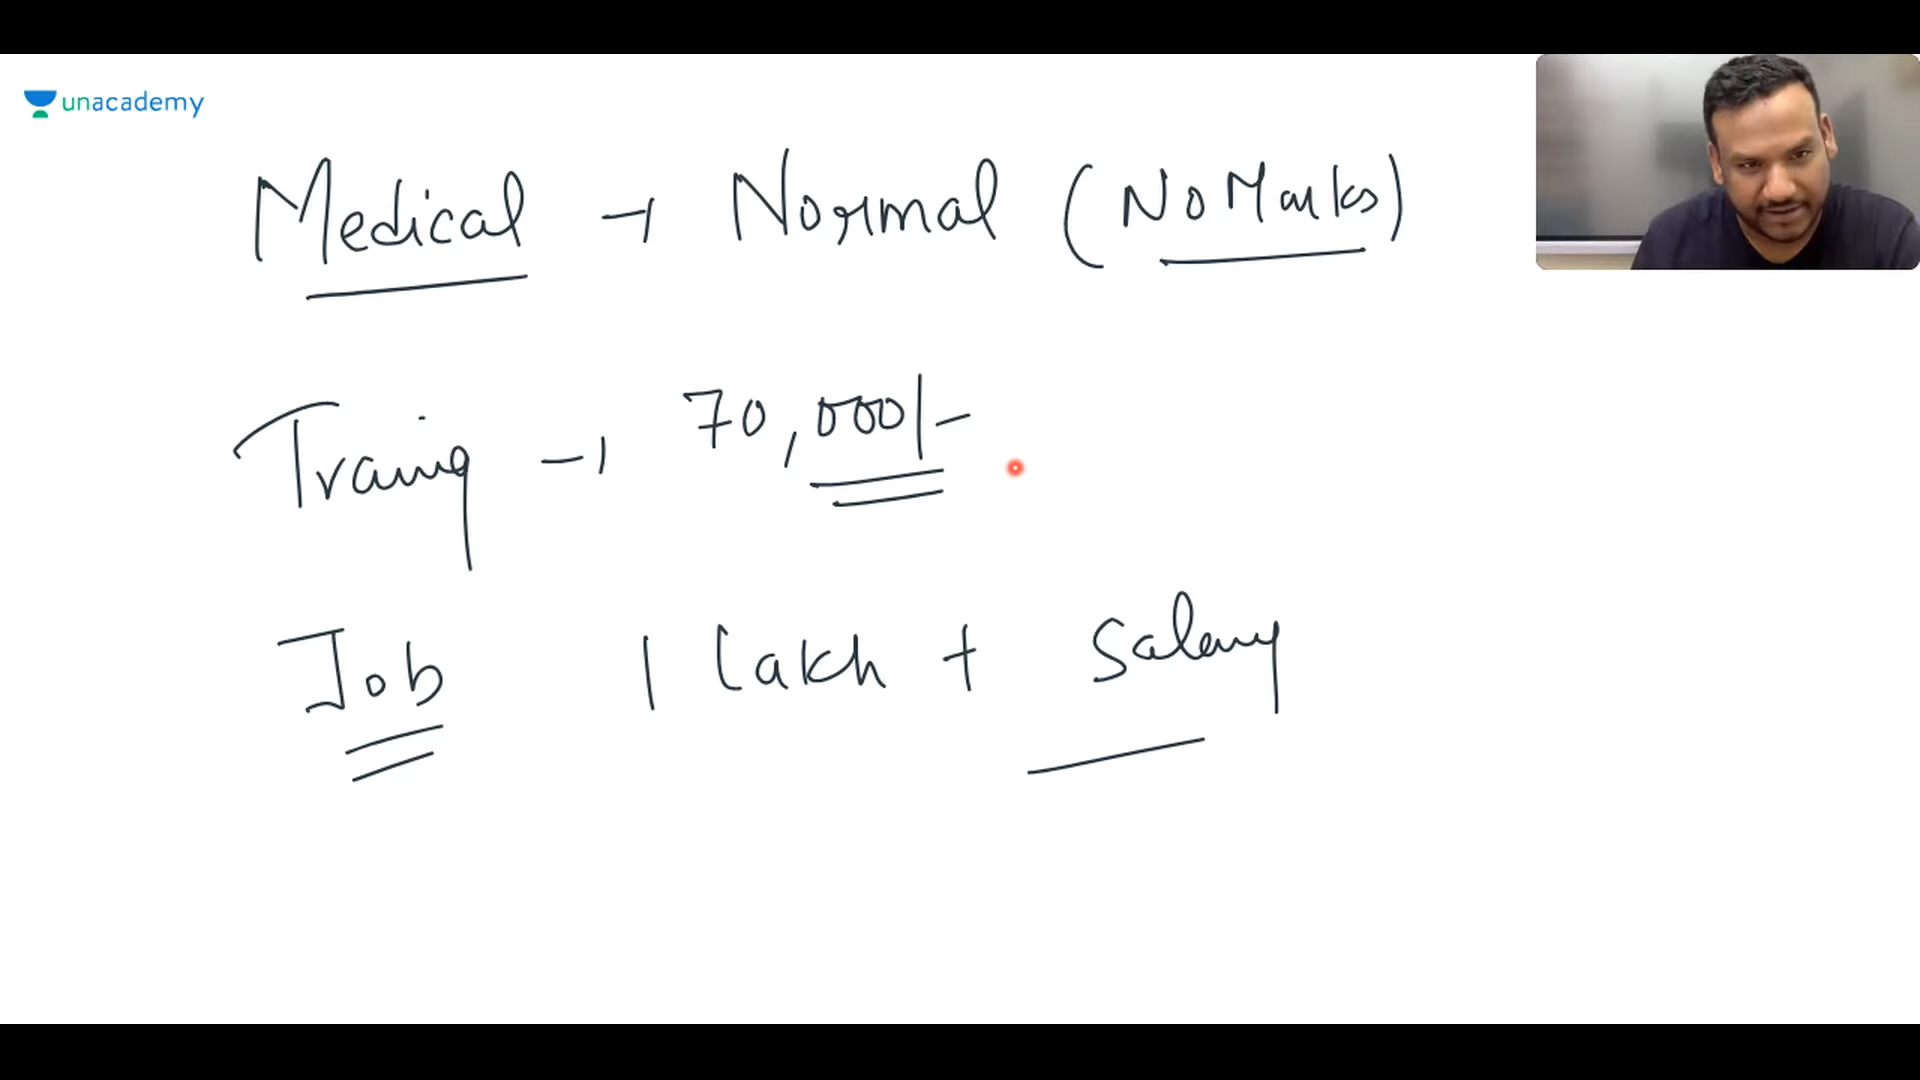 unacademy
Medical → Normal (No Marks)
Traing → 70,000/-
Job 1 Lakh + Salary